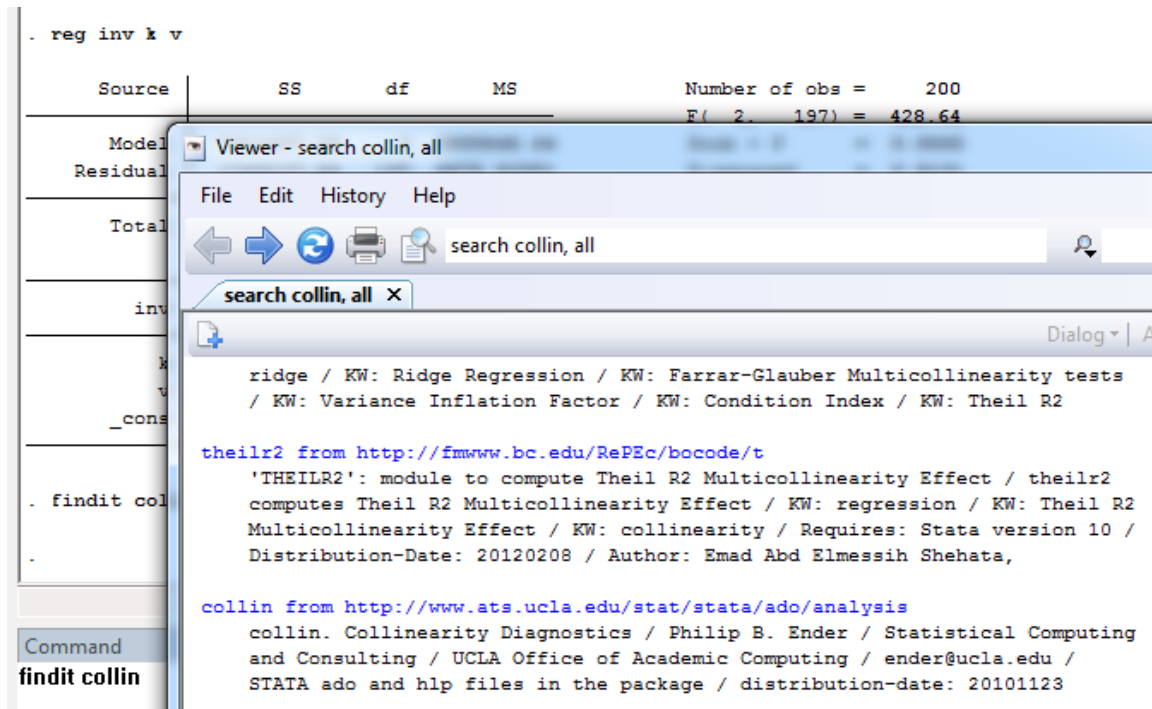 . reg inv k v
Source SS df MS Number of obs = 200
F( 2, 197) = 428.64
Model
Residual
Total
inv
k
v
_cons
. findit col
.
Command
findit collin
Viewer - search collin, all
File Edit History Help
search collin, all
search collin, all X
Dialog
ridge / KW: Ridge Regression / KW: Farrar-Glauber Multicollinearity tests
/ KW: Variance Inflation Factor / KW: Condition Index / KW: Theil R2
theilr2 from http://fmwww.bc.edu/RePEc/bocode/t
'THEILR2': module to compute Theil R2 Multicollinearity Effect / theilr2
computes Theil R2 Multicollinearity Effect / KW: regression / KW: Theil R2
Multicollinearity Effect / KW: collinearity / Requires: Stata version 10 /
Distribution-Date: 20120208 / Author: Emad Abd Elmessih Shehata,
collin from http://www.ats.ucla.edu/stat/stata/ado/analysis
collin. Collinearity Diagnostics / Philip B. Ender / Statistical Computing
and Consulting / UCLA Office of Academic Computing / ender@ucla.edu /
STATA ado and hlp files in the package / distribution-date: 20101123